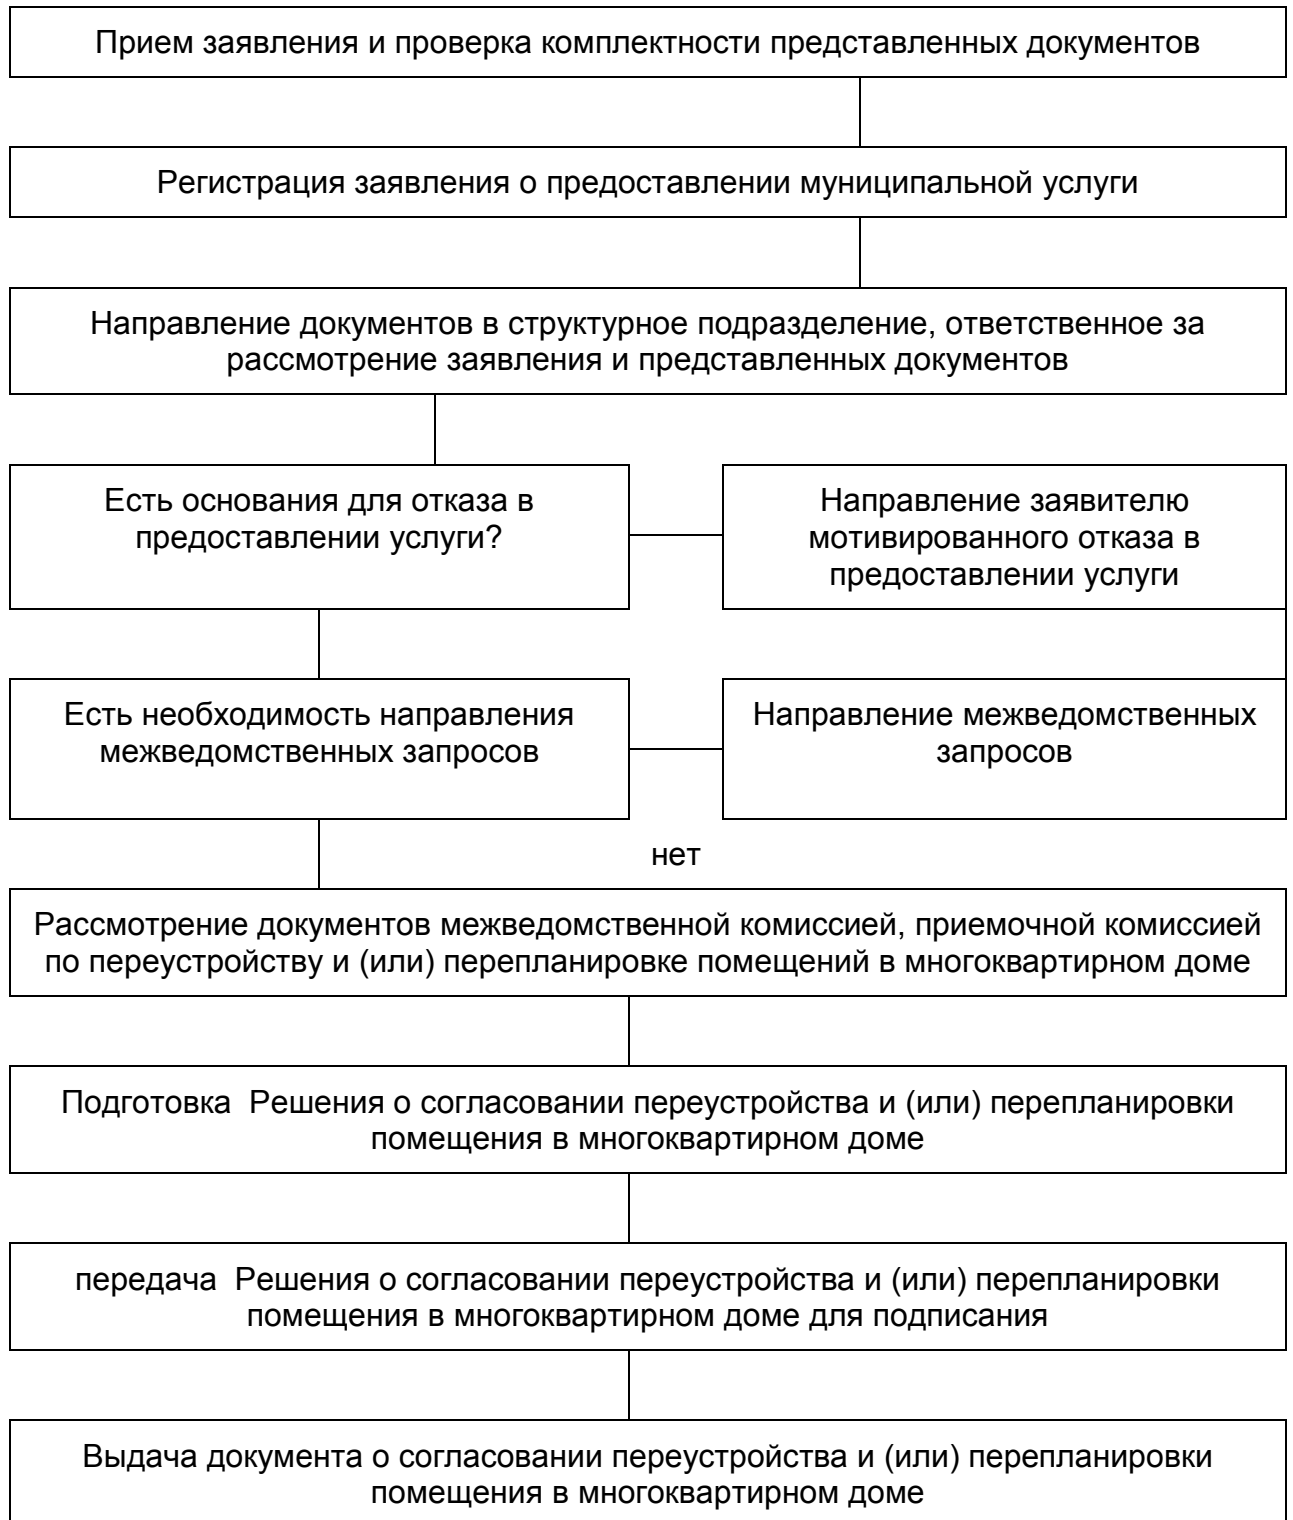 Прием заявления и проверка комплектности представленных документов
Регистрация заявления о предоставлении муниципальной услуги
Направление документов в структурное подразделение, ответственное за
рассмотрение заявления и представленных документов
Есть основания для отказа в
предоставлении услуги?
Направление заявителю
мотивированного отказа в
предоставлении услуги
Есть необходимость направления
межведомственных запросов
Направление межведомственных
запросов
нет
Рассмотрение документов межведомственной комиссией, приемочной комиссией
по переустройству и (или) перепланировке помещений в многоквартирном доме
Подготовка  Решения о согласовании переустройства и (или) перепланировки
помещения в многоквартирном доме
передача  Решения о согласовании переустройства и (или) перепланировки
помещения в многоквартирном доме для подписания
Выдача документа о согласовании переустройства и (или) перепланировки
помещения в многоквартирном доме